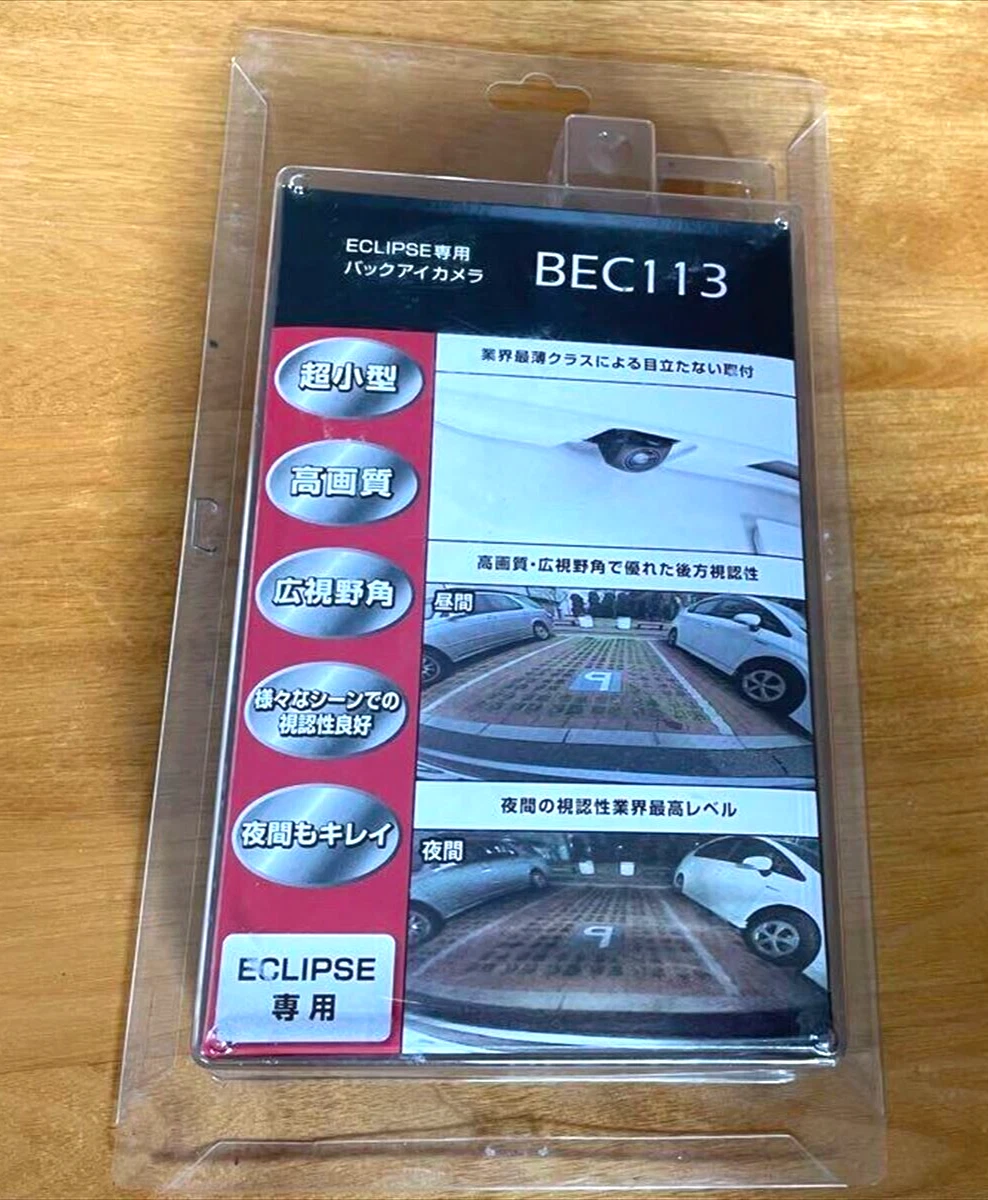 ECLIPSE専用
バックアイカメラ
BEC113
超小型
高画質
広視野角
様々なシーンでの
視認性良好
夜間もキレイ
ECLIPSE
専用
業界最薄クラスによる目立たない取付
高画質・広視野角で優れた後方視認性
昼間
9
夜間の視認性業界最高レベル
夜間
9